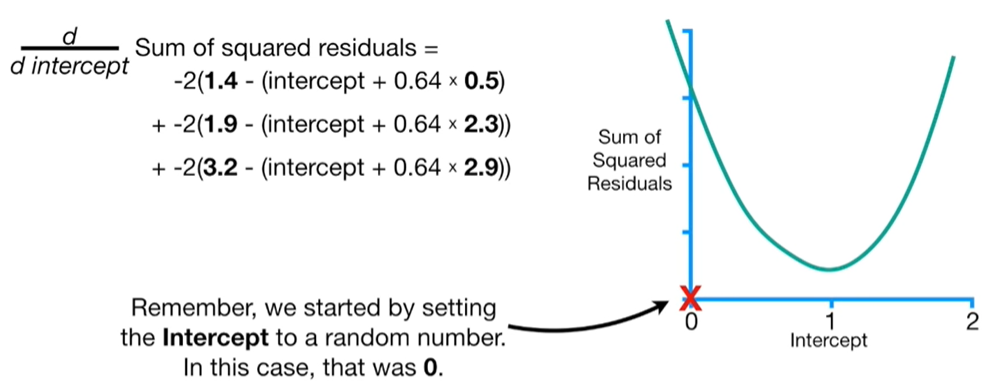 d
d intercept
Sum of squared residuals =
-2(1.4 - (intercept + 0.64 × 0.5)
+ -2(1.9 - (intercept + 0.64 × 2.3))
+ -2(3.2 - (intercept + 0.64 × 2.9))
Sum of
Squared
Residuals
Remember, we started by setting
the Intercept to a random number.
In this case, that was 0.
X
0
1
2
Intercept